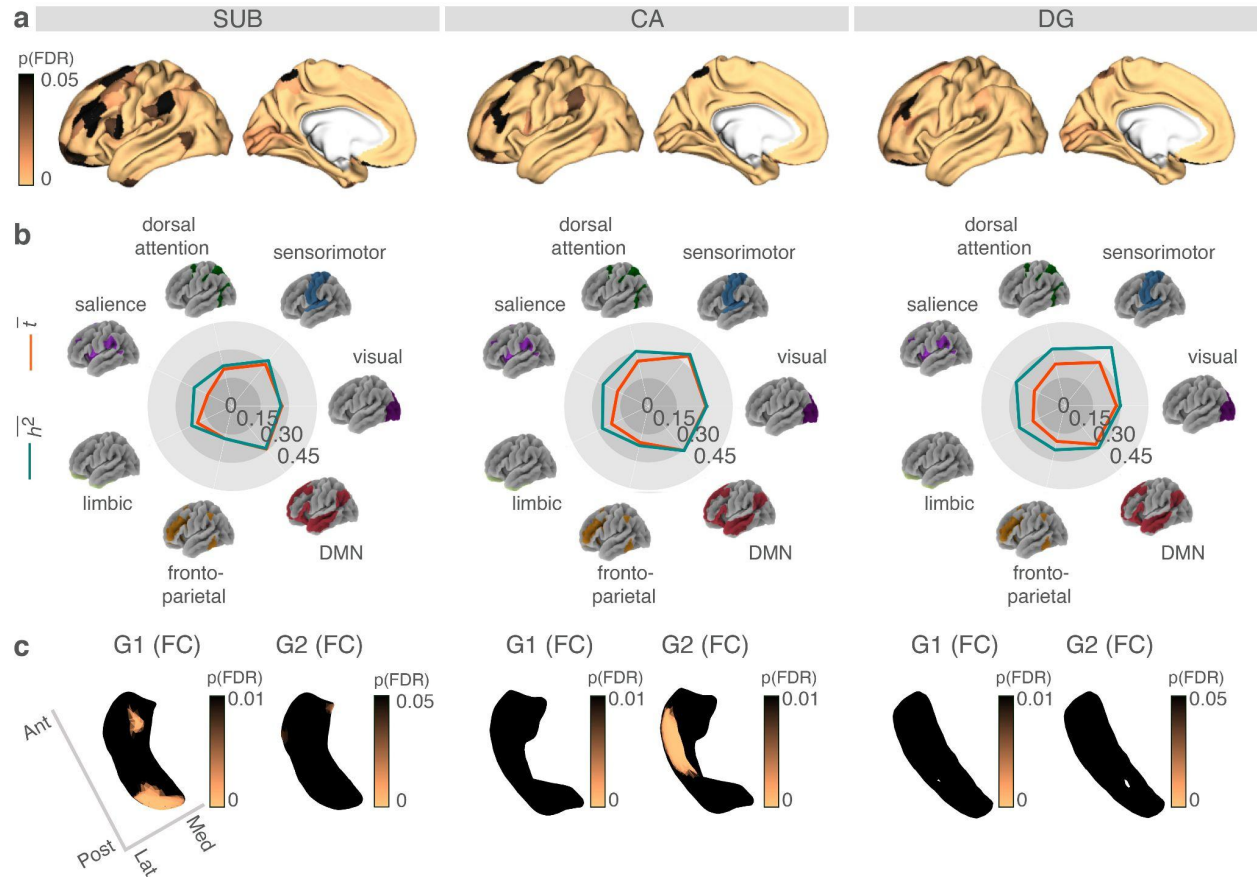 a
SUB
CA
DG
p(FDR)
0.05
0
b
t
h2
dorsal
attention
sensorimotor
salience
visual
limbic
fronto-
parietal
DMN
0
0.15
0.30
0.45
dorsal
attention
sensorimotor
salience
visual
limbic
fronto-
parietal
DMN
0
0.15
0.30
0.45
dorsal
attention
sensorimotor
salience
visual
limbic
fronto-
parietal
DMN
0
0.15
0.30
0.45
c
G1 (FC)
p(FDR)
0.01
0
G2 (FC)
p(FDR)
0.05
0
Ant
Post
Lat
Med
G1 (FC)
p(FDR)
0.01
0
G2 (FC)
p(FDR)
0.01
0
G1 (FC)
p(FDR)
0.01
0
G2 (FC)
p(FDR)
0.05
0